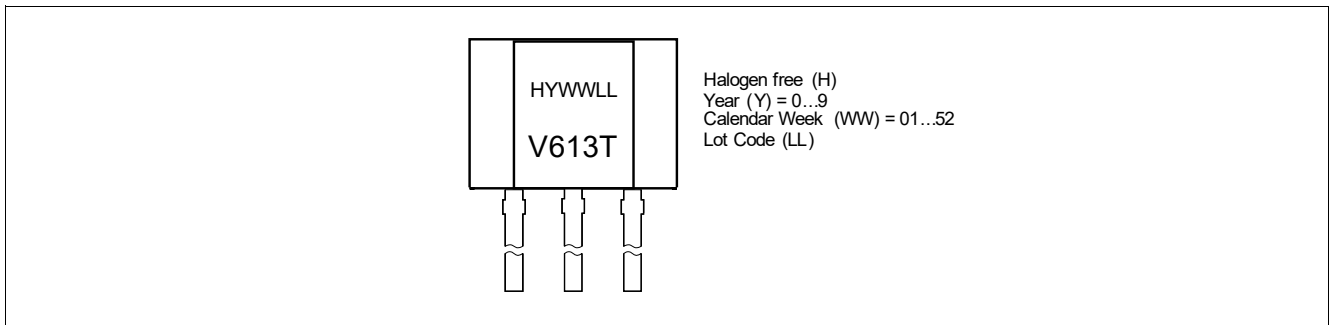 HYWWLL
V613T
Halogen free (H)
Year (Y) = 0...9
Calendar Week (WW) = 01...52
Lot Code (LL)